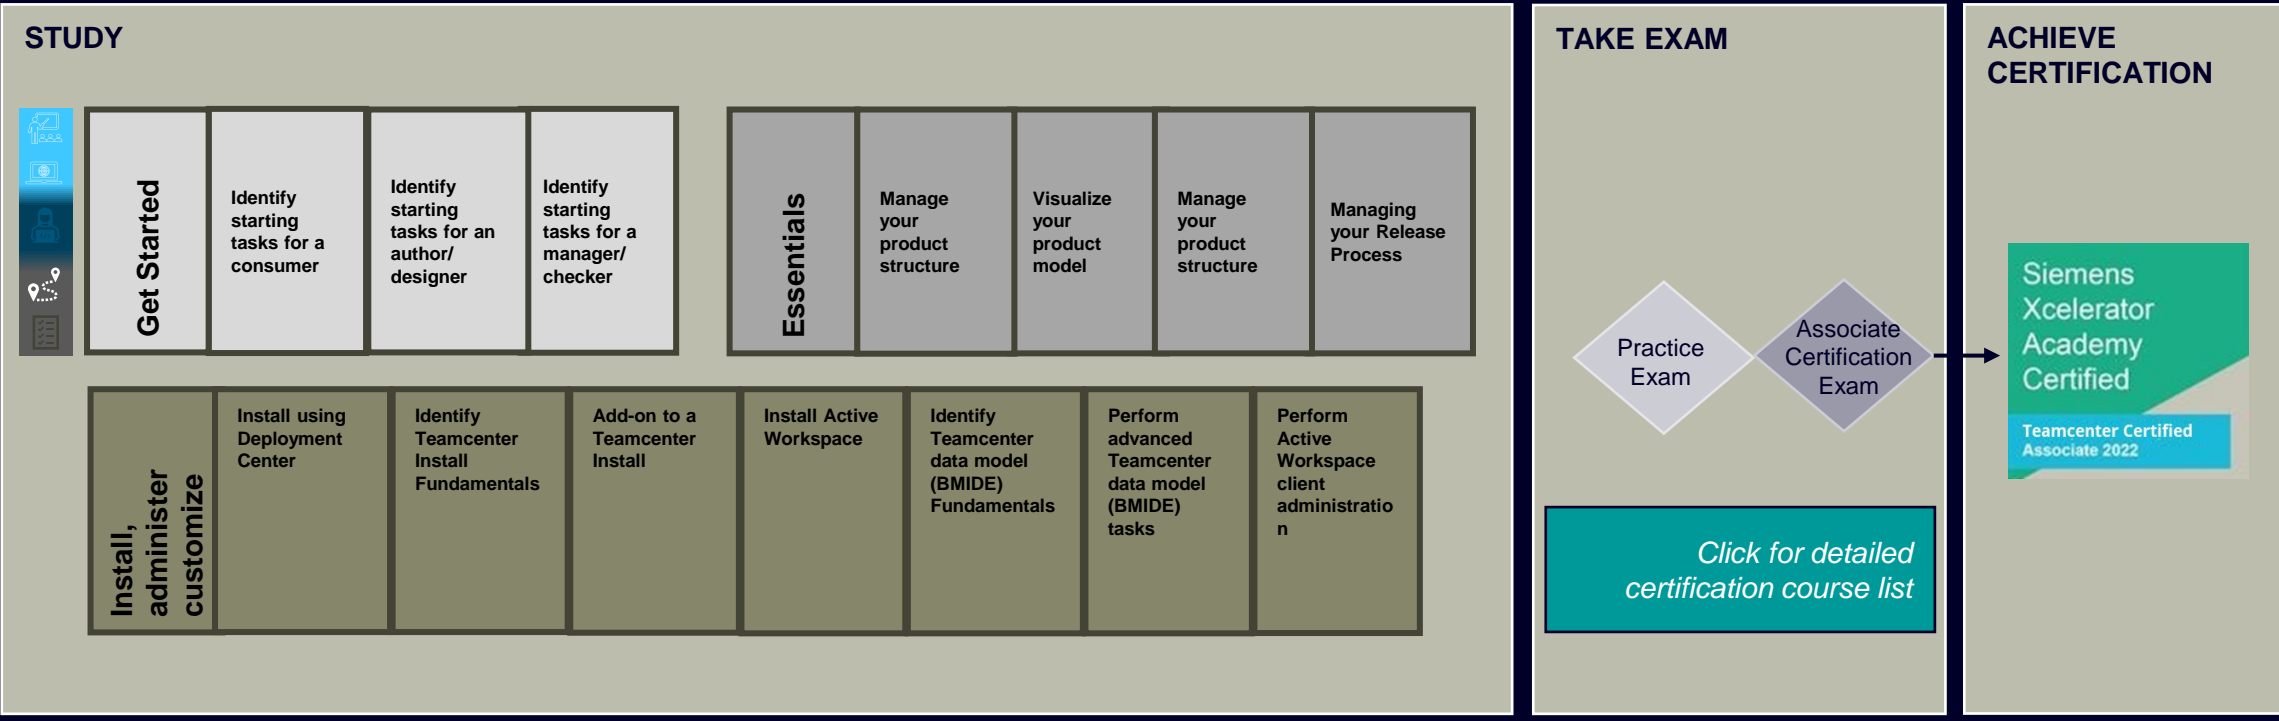 STUDY
Get Started
Identify
starting
tasks for a
consumer
Identify
starting
tasks for an
author/
designer
Identify
starting
tasks for a
manager/
checker
Essentials
Manage
your
product
structure
Visualize
your
product
model
Manage
your
product
structure
Managing
your Release
Process
Install,
administer
customize
Install using
Deployment
Center
Identify
Teamcenter
Install
Fundamentals
Add-on to a
Teamcenter
Install
Install Active
Workspace
Identify
Teamcenter
data model
(BMIDE)
Fundamentals
Perform
advanced
Teamcenter
data model
(BMIDE)
tasks
Perform
Active
Workspace
client
administratio
n
TAKE EXAM
Practice
Exam
Associate
Certification
Exam
Click for detailed
certification course list
ACHIEVE
CERTIFICATION
Siemens
Xcelerator
Academy
Certified
Teamcenter Certified
Associate 2022